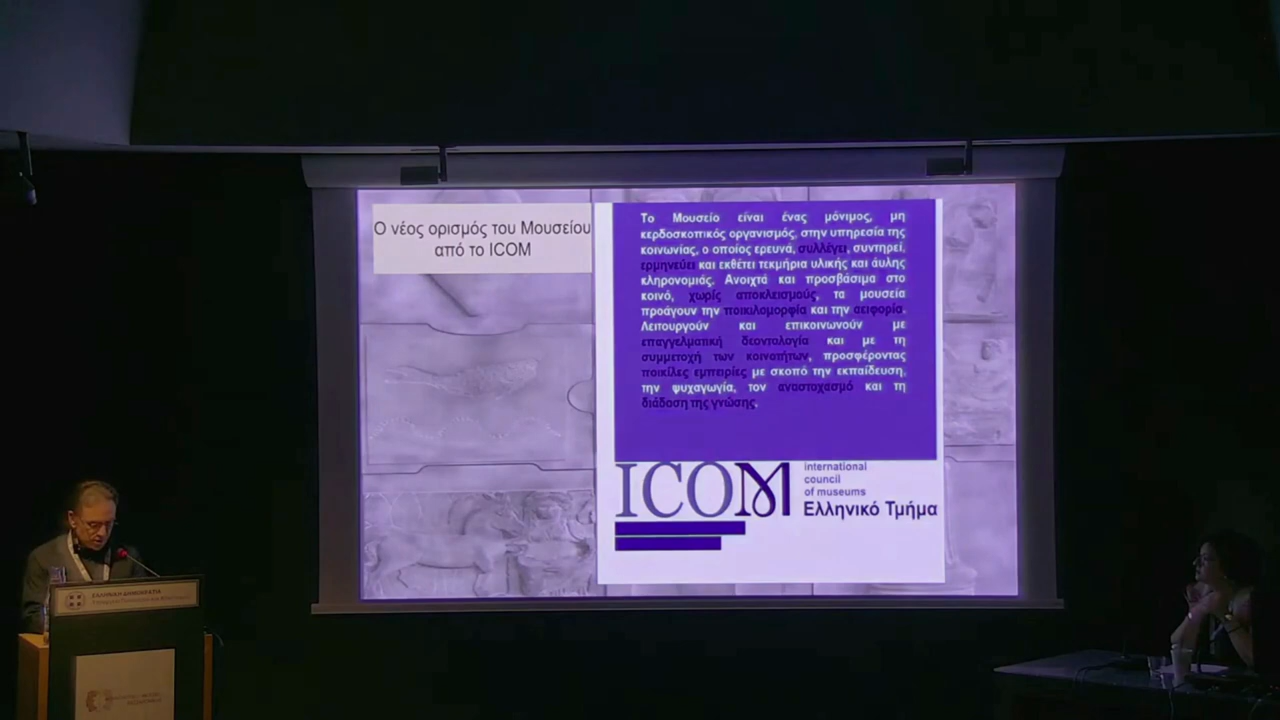 Ο νέος ορισμός του Μουσείου
από το ICOM
Το Μουσείο είναι ένας μόνιμος, μη
κερδοσκοπικός οργανισμός, στην υπηρεσία της
κοινωνίας, ο οποίος ερευνά, συλλέγει, συντηρεί,
ερμηνεύει και εκθέτει τεκμήρια υλικής και άυλης
κληρονομιάς. Ανοιχτά και προσβάσιμα στο
κοινό, χωρίς αποκλεισμούς, τα μουσεία
προάγουν την ποικιλομορφία και την αειφορία.
Λειτουργούν και επικοινωνούν με
επαγγελματική δεοντολογία και με τη
συμμετοχή των κοινοτήτων, προσφέροντας
ποικίλες εμπειρίες με σκοπό την εκπαίδευση,
την ψυχαγωγία, τον αναστοχασμό και τη
διάδοση της γνώσης.
ICOM
international
council
of museums
Ελληνικό Τμήμα
ΕΛΛΗΝΙΚΗ ΔΗΜΟΚΡΑΤΙΑ